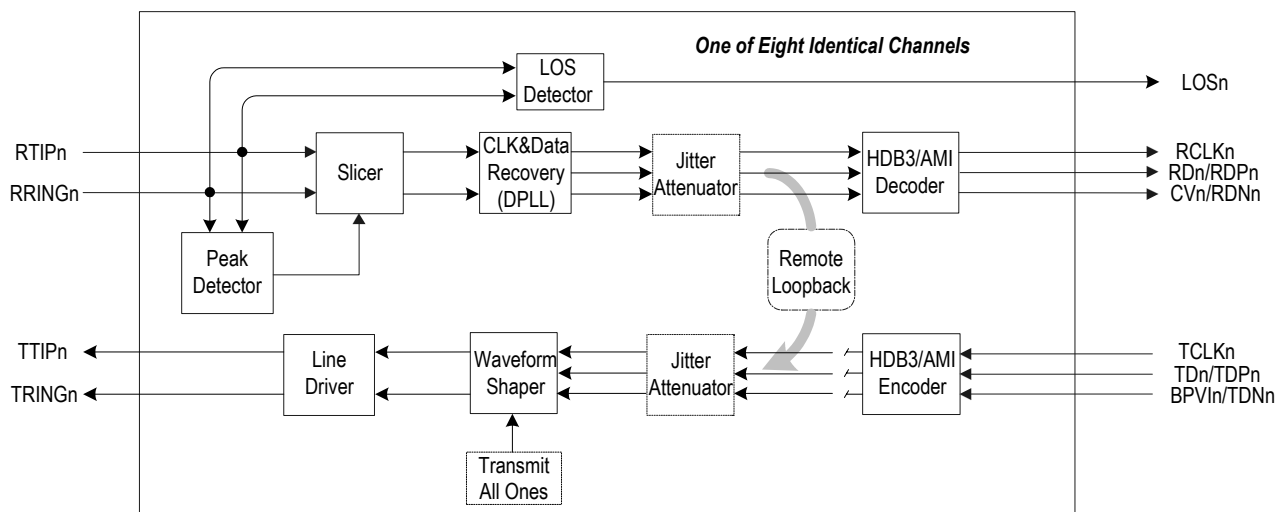 One of Eight Identical Channels
LOS
Detector
LOSn
RTIPn
RRINGn
Slicer
CLK&Data
Recovery
(DPLL)
Jitter
Attenuator
HDB3/AMI
Decoder
RCLKn
RDn/RDPn
CVn/RDNn
Peak
Detector
Remote
Loopback
TTIPn
TRINGn
Line
Driver
Waveform
Shaper
Jitter
Attenuator
HDB3/AMI
Encoder
TCLKn
TDn/TDPn
BPVIn/TDNn
Transmit
All Ones